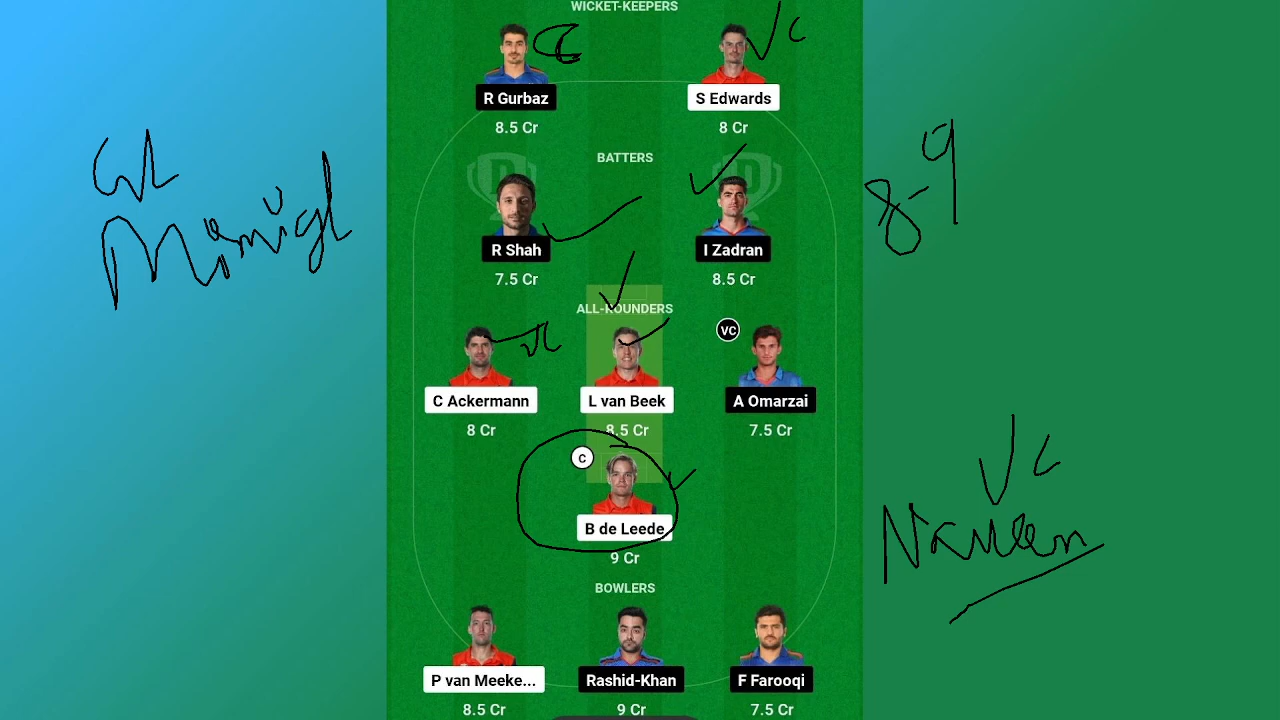 WICKET-KEEPERS
R Gurbaz
S Edwards
VC
8.5 Cr
8 Cr
BATTERS
8-9
R Shah
I Zadran
7.5 Cr
8.5 Cr
ALL-ROUNDERS
VC
C Ackermann
L van Beek
A Omarzai
8 Cr
8.5 Cr
7.5 Cr
C
B de Leede
9 Cr
VC
Naveen
BOWLERS
P van Meeke...
Rashid-Khan
F Farooqi
8.5 Cr
9 Cr
7.5 Cr